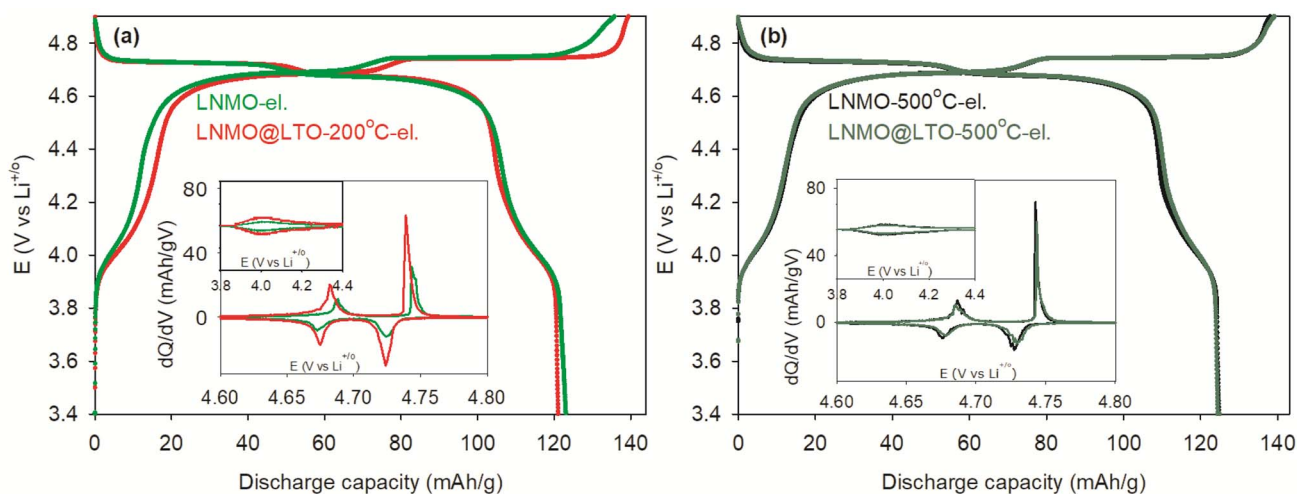 (a)
LNMO-el.
LNMO@LTO-200°C-el.
E (V vs Li+/o)
4.8
4.6
4.4
4.2
4.0
3.8
3.6
3.4
0 20 40 60 80 100 120 140
Discharge capacity (mAh/g)
dQ/dV (mAh/gV)
80
40
0
3.8 4.0 4.2 4.4
E (V vs Li+/o)
E (V vs Li+/o)
4.60 4.65 4.70 4.75 4.80
(b)
LNMO-500°C-el.
LNMO@LTO-500°C-el.
E (V vs Li+/o)
4.8
4.6
4.4
4.2
4.0
3.8
3.6
3.4
0 20 40 60 80 100 120 140
Discharge capacity (mAh/g)
dQ/dV (mAh/gV)
80
40
0
3.8 4.0 4.2 4.4
E (V vs Li+/o)
E (V vs Li+/o)
4.60 4.65 4.70 4.75 4.80